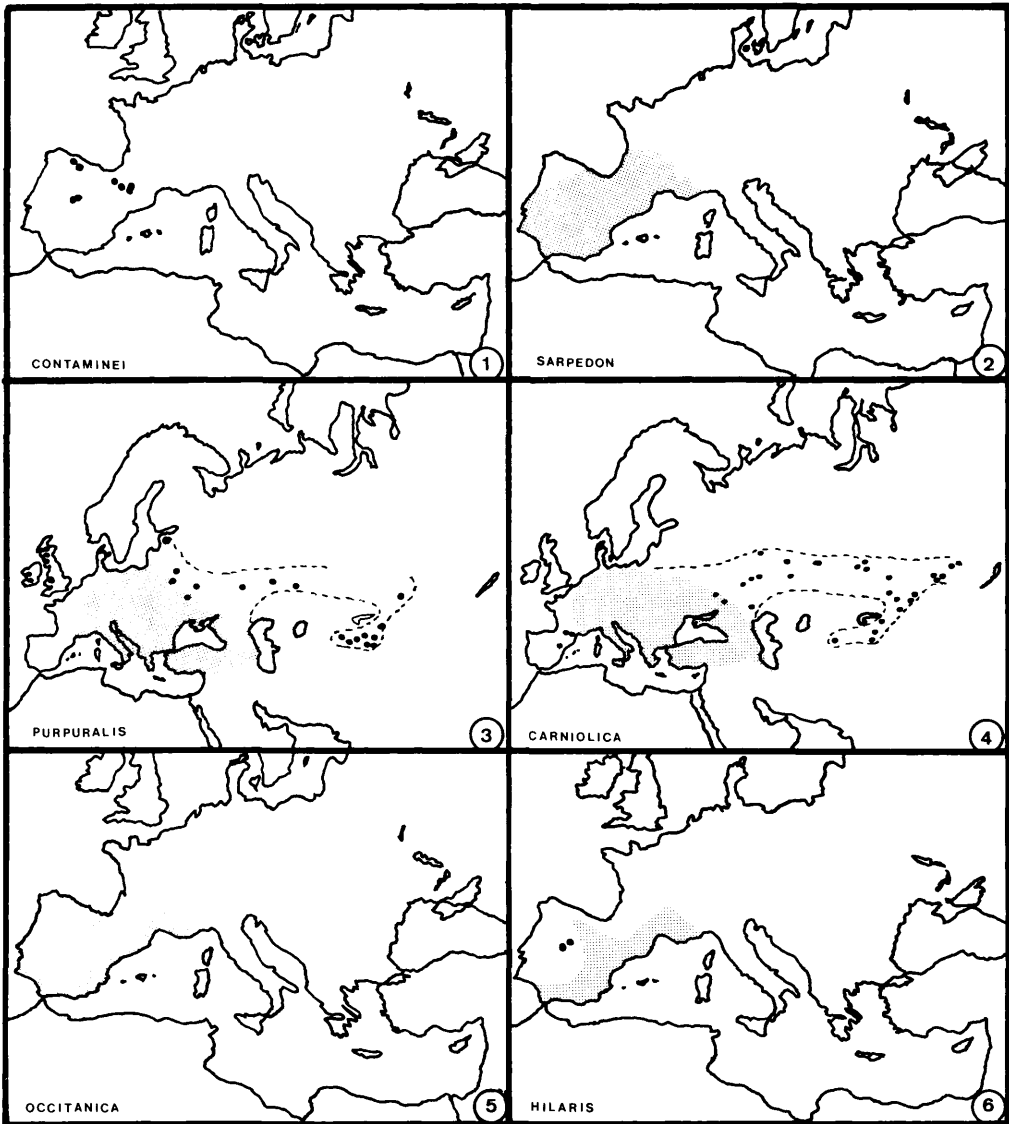 CONTAMINEI 1
SARPEDON 2
PURPURALIS 3
CARNIOLICA 4
OCCITANICA 5
HILARIS 6